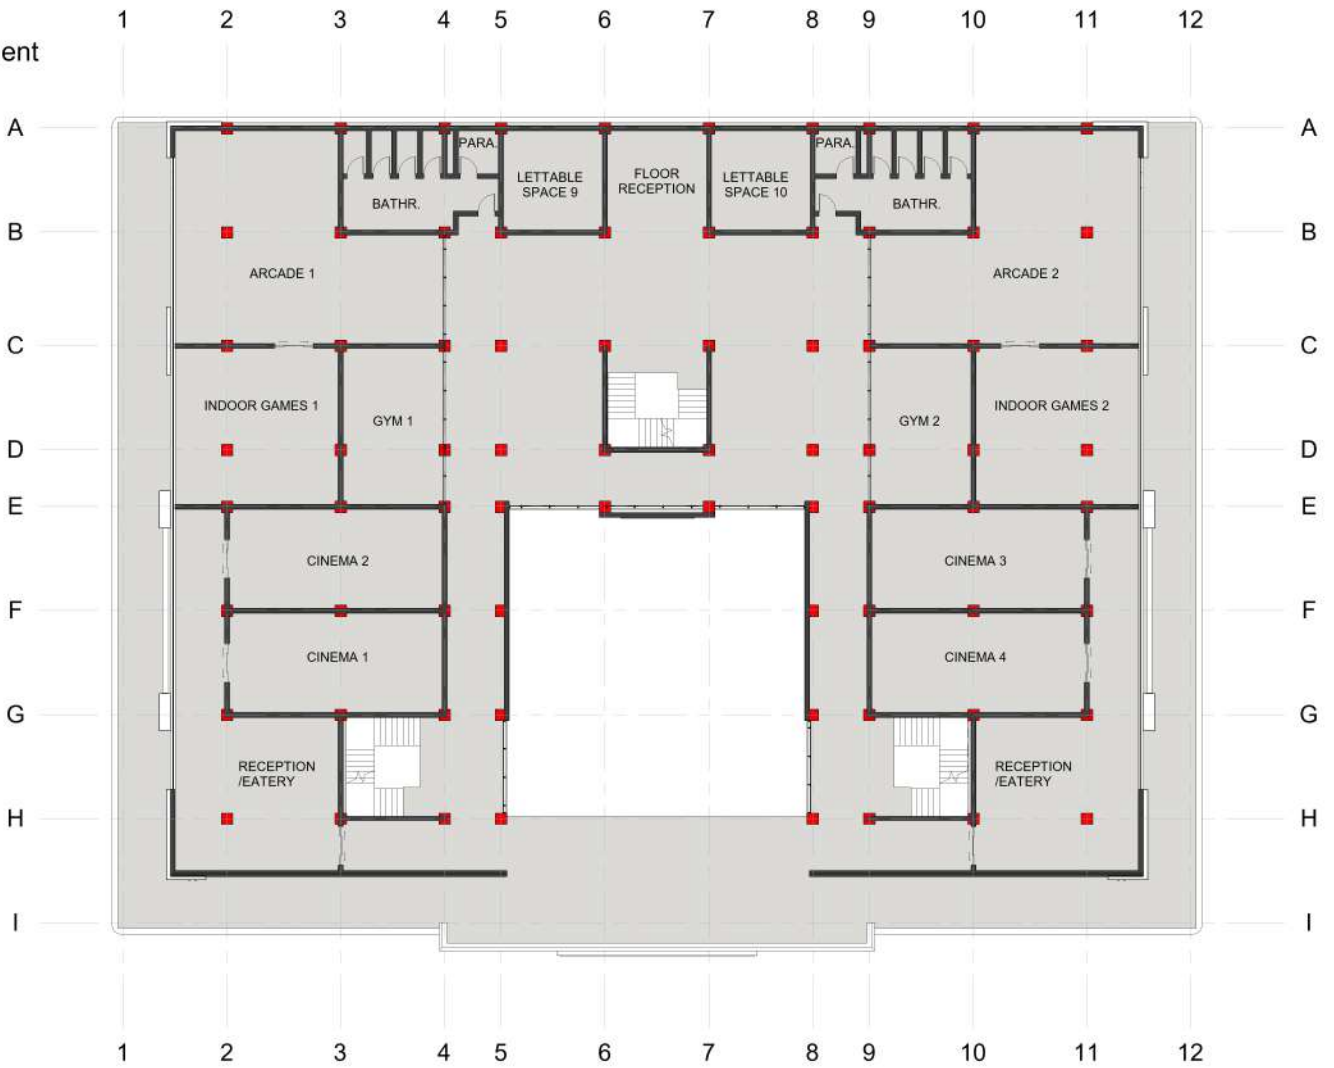 1 2 3 4 5 6 7 8 9 10 11 12
ent
A A
PARA. PARA.
LETTABLE
SPACE 9
FLOOR
RECEPTION
LETTABLE
SPACE 10
BATHR. BATHR.
B B
ARCADE 1 ARCADE 2
C C
INDOOR GAMES 1 INDOOR GAMES 2
GYM 1 GYM 2
D D
E E
CINEMA 2 CINEMA 3
F F
CINEMA 1 CINEMA 4
G G
RECEPTION
/EATERY
RECEPTION
/EATERY
H H
I I
1 2 3 4 5 6 7 8 9 10 11 12